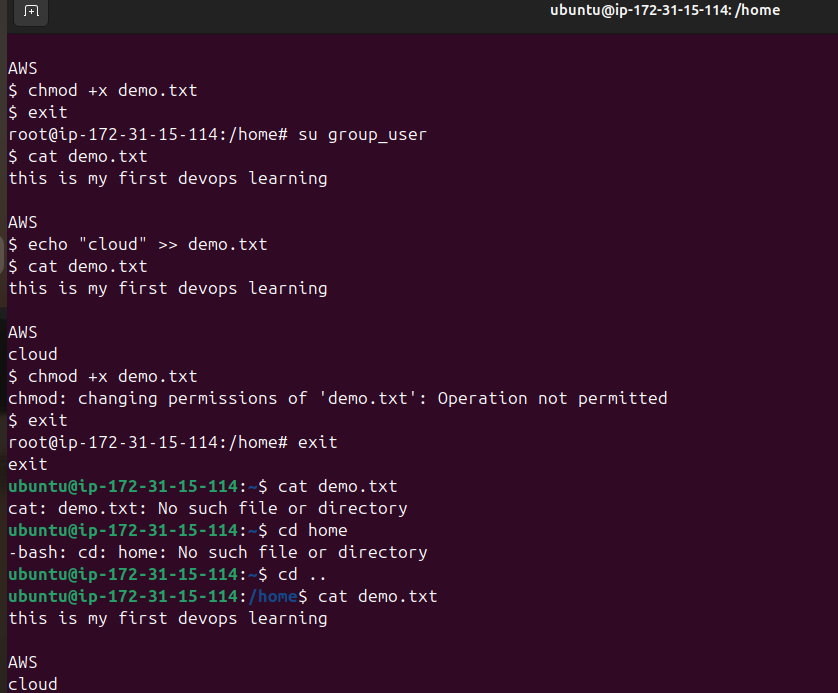 ubuntu@ip-172-31-15-114: /home
AWS
$ chmod +x demo.txt
$ exit
root@ip-172-31-15-114:/home# su group_user
$ cat demo.txt
this is my first devops learning
AWS
$ echo "cloud" >> demo.txt
$ cat demo.txt
this is my first devops learning
AWS
cloud
$ chmod +x demo.txt
chmod: changing permissions of 'demo.txt': Operation not permitted
$ exit
root@ip-172-31-15-114:/home# exit
exit
ubuntu@ip-172-31-15-114:~$ cat demo.txt
cat: demo.txt: No such file or directory
ubuntu@ip-172-31-15-114:~$ cd home
-bash: cd: home: No such file or directory
ubuntu@ip-172-31-15-114:~$ cd ..
ubuntu@ip-172-31-15-114:/home$ cat demo.txt
this is my first devops learning
AWS
cloud